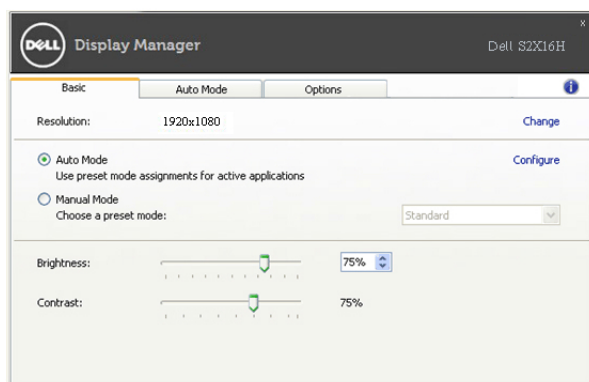 x
DELL Display Manager Dell S2X16H
Basic Auto Mode Options i
Resolution: 1920x1080 Change
Auto Mode Configure
Use preset mode assignments for active applications
Manual Mode
Choose a preset mode: Standard
Brightness: 75%
Contrast: 75%